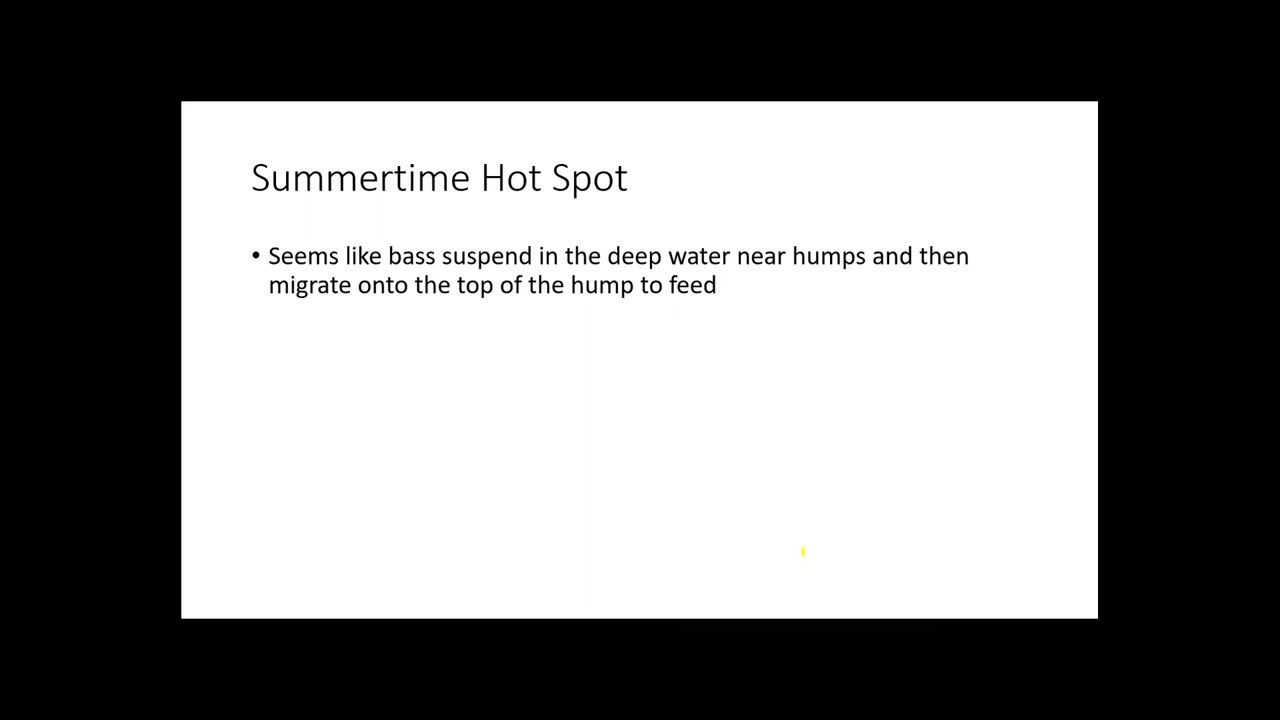 Summertime Hot Spot
• Seems like bass suspend in the deep water near humps and then
migrate onto the top of the hump to feed